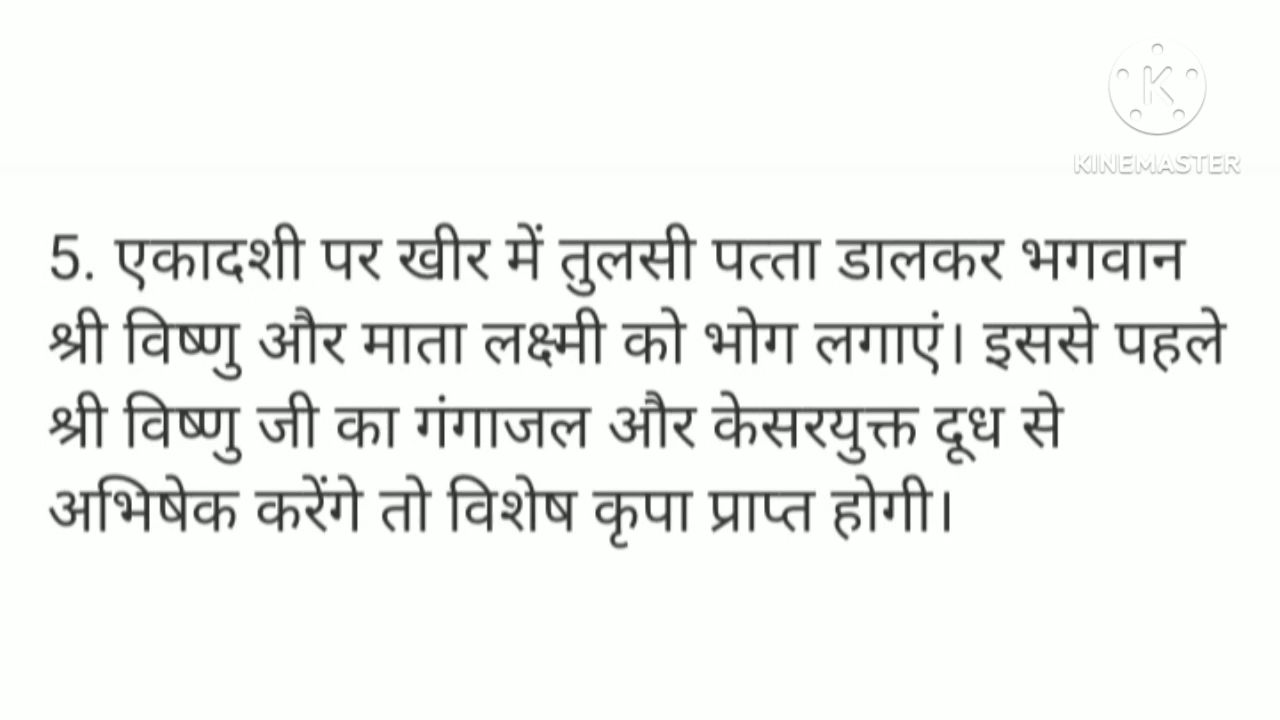 K
KINEMASTER
5. एकादशी पर खीर में तुलसी पत्ता डालकर भगवान
श्री विष्णु और माता लक्ष्मी को भोग लगाएं। इससे पहले
श्री विष्णु जी का गंगाजल और केसरयुक्त दूध से
अभिषेक करेंगे तो विशेष कृपा प्राप्त होगी।